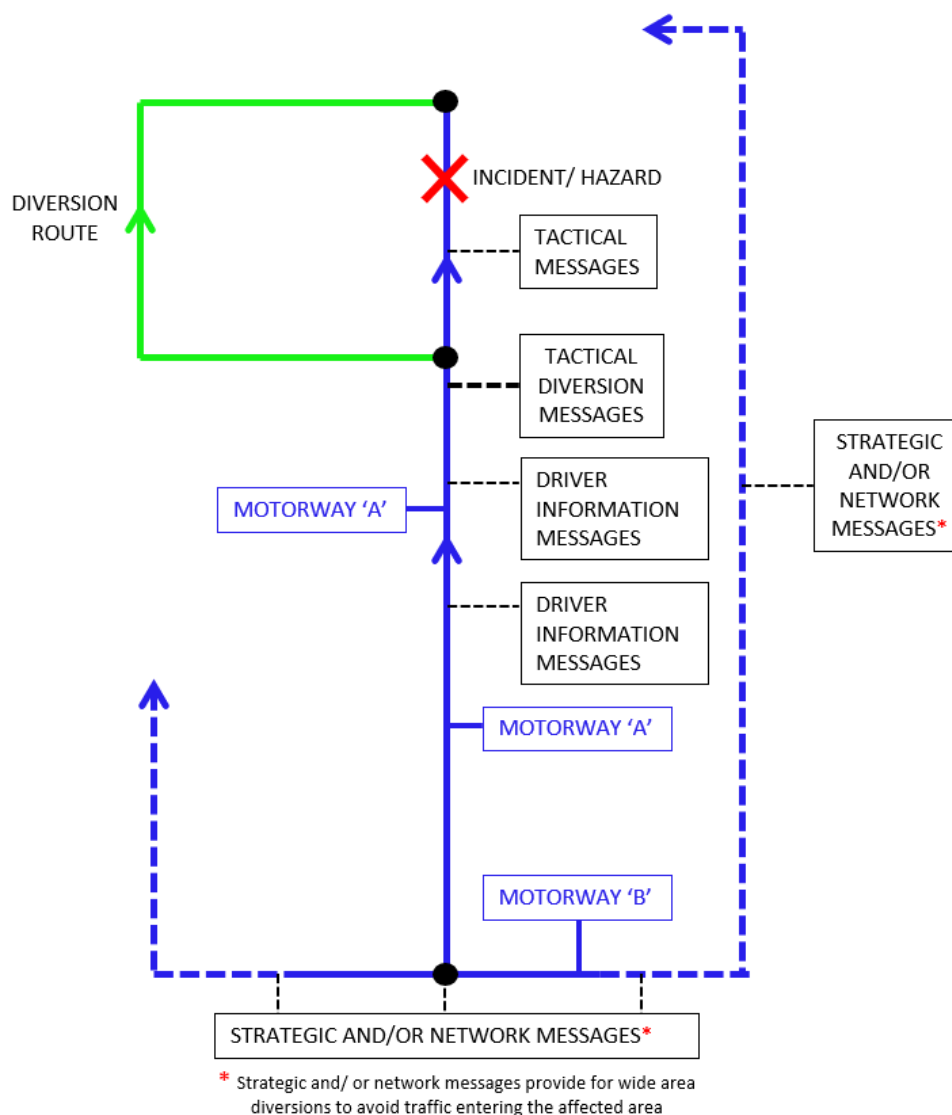 INCIDENT/ HAZARD
DIVERSION
ROUTE
TACTICAL
MESSAGES
TACTICAL
DIVERSION
MESSAGES
STRATEGIC
AND/OR
NETWORK
MESSAGES*
DRIVER
INFORMATION
MESSAGES
MOTORWAY ‘A’
DRIVER
INFORMATION
MESSAGES
MOTORWAY ‘A’
MOTORWAY ‘B’
STRATEGIC AND/OR NETWORK MESSAGES*
* Strategic and/ or network messages provide for wide area
diversions to avoid traffic entering the affected area